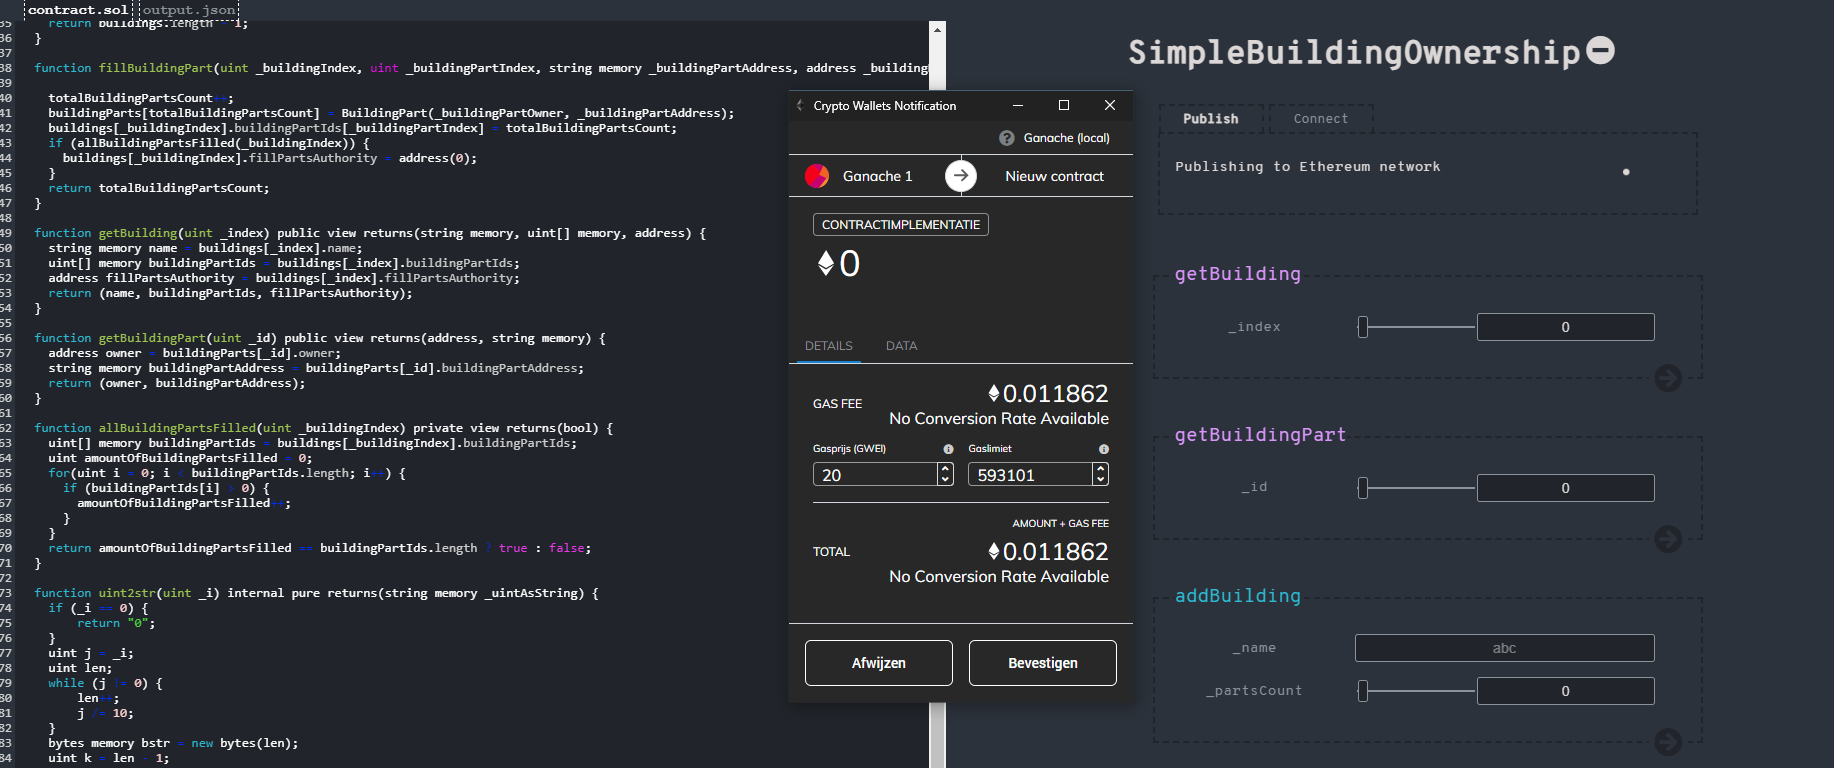 contract.sol output.json
35 return buildings.length - 1;
36 }
37
38 function fillBuildingPart(uint _buildingIndex, uint _buildingPartIndex, string memory _buildingPartAddress, address _building
39
40 totalBuildingPartsCount++;
41 buildingParts[totalBuildingPartsCount] = BuildingPart(_buildingPartOwner, _buildingPartAddress);
42 buildings[_buildingIndex].buildingPartIds[_buildingPartIndex] = totalBuildingPartsCount;
43 if (allBuildingPartsFilled(_buildingIndex)) {
44 buildings[_buildingIndex].fillPartsAuthority = address(0);
45 }
46 return totalBuildingPartsCount;
47 }
48
49 function getBuilding(uint _index) public view returns(string memory, uint[] memory, address) {
50 string memory name = buildings[_index].name;
51 uint[] memory buildingPartIds = buildings[_index].buildingPartIds;
52 address fillPartsAuthority = buildings[_index].fillPartsAuthority;
53 return (name, buildingPartIds, fillPartsAuthority);
54 }
55
56 function getBuildingPart(uint _id) public view returns(address, string memory) {
57 address owner = buildingParts[_id].owner;
58 string memory buildingPartAddress = buildingParts[_id].buildingPartAddress;
59 return (owner, buildingPartAddress);
60 }
61
62 function allBuildingPartsFilled(uint _buildingIndex) private view returns(bool) {
63 uint[] memory buildingPartIds = buildings[_buildingIndex].buildingPartIds;
64 uint amountOfBuildingPartsFilled = 0;
65 for(uint i = 0; i < buildingPartIds.length; i++) {
66 if (buildingPartIds[i] > 0) {
67 amountOfBuildingPartsFilled++;
68 }
69 }
70 return amountOfBuildingPartsFilled == buildingPartIds.length ? true : false;
71 }
72
73 function uint2str(uint _i) internal pure returns(string memory _uintAsString) {
74 if (_i == 0) {
75 return "0";
76 }
77 uint j = _i;
78 uint len;
79 while (j != 0) {
80 len++;
81 j /= 10;
82 }
83 bytes memory bstr = new bytes(len);
84 uint k = len - 1;
Crypto Wallets Notification
Ganache (local)
Ganache 1 Nieuw contract
CONTRACTIMPLEMENTATIE
0
DETAILS DATA
GAS FEE 0.011862
No Conversion Rate Available
Gasprijs (GWEI) Gaslimiet
20 593101
AMOUNT + GAS FEE
TOTAL 0.011862
No Conversion Rate Available
Afwijzen Bevestigen
SimpleBuildingOwnership
Publish Connect
Publishing to Ethereum network
getBuilding
_index 0
getBuildingPart
_id 0
addBuilding
_name abc
_partsCount 0